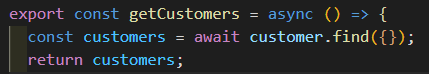 export const getCustomers = async () => {
  const customers = await customer.find({});
  return customers;